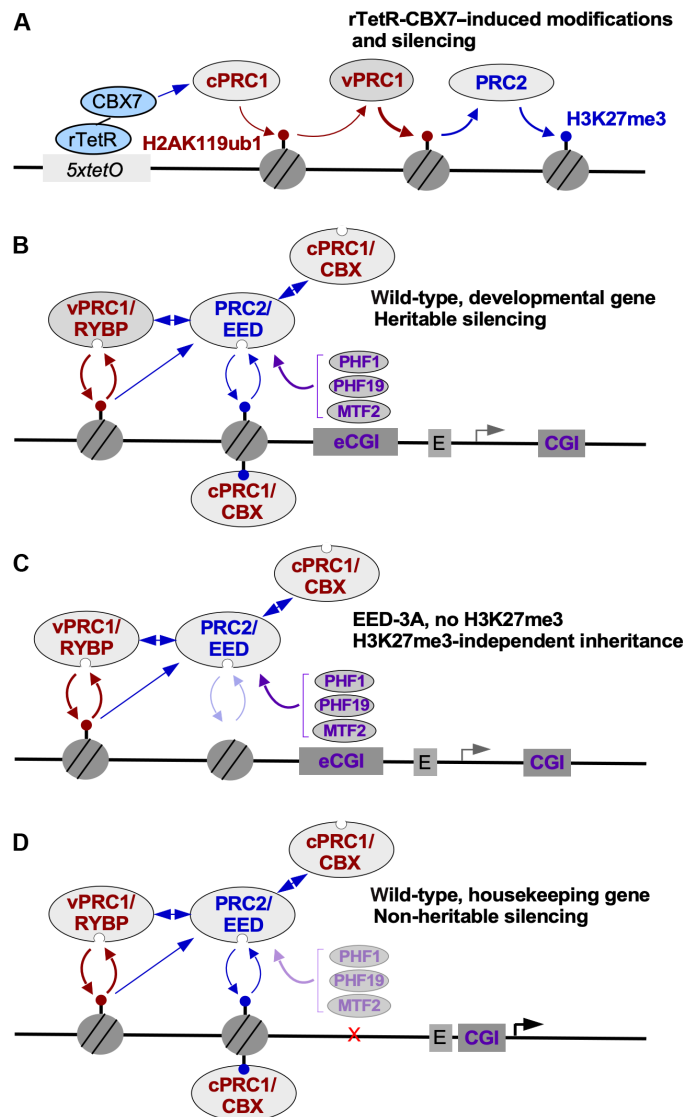 A
rTetR-CBX7–induced modifications
and silencing
CBX7
rTetR
5xtetO
cPRC1
vPRC1
PRC2
H2AK119ub1
H3K27me3
B
cPRC1/
CBX
vPRC1/
RYBP
PRC2/
EED
Wild-type, developmental gene
Heritable silencing
PHF1
PHF19
MTF2
eCGI
E
CGI
cPRC1/
CBX
C
cPRC1/
CBX
vPRC1/
RYBP
PRC2/
EED
EED-3A, no H3K27me3
H3K27me3-independent inheritance
PHF1
PHF19
MTF2
eCGI
E
CGI
D
cPRC1/
CBX
vPRC1/
RYBP
PRC2/
EED
Wild-type, housekeeping gene
Non-heritable silencing
PHF1
PHF19
MTF2
X
E
CGI
cPRC1/
CBX